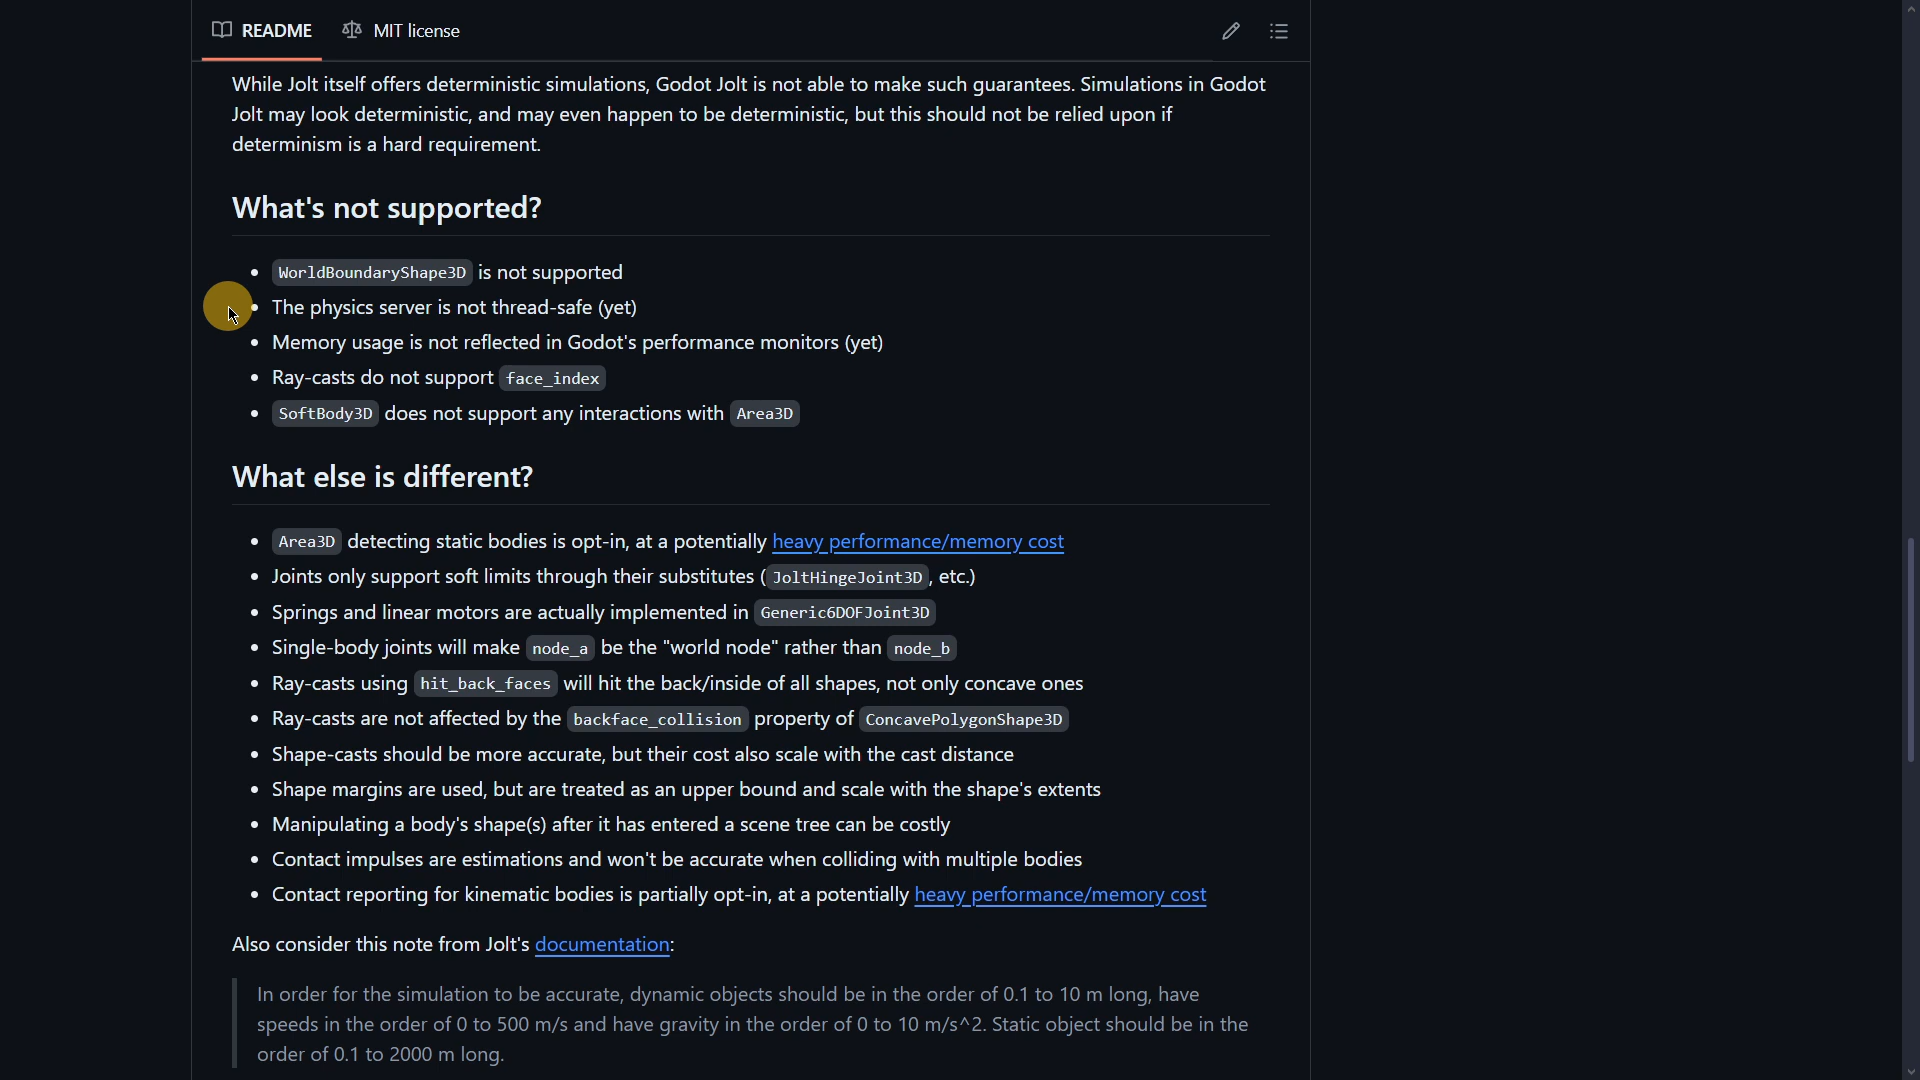 README
MIT license
While Jolt itself offers deterministic simulations, Godot Jolt is not able to make such guarantees. Simulations in Godot
Jolt may look deterministic, and may even happen to be deterministic, but this should not be relied upon if
determinism is a hard requirement.
What's not supported?
• WorldBoundaryShape3D is not supported
• The physics server is not thread-safe (yet)
• Memory usage is not reflected in Godot's performance monitors (yet)
• Ray-casts do not support face_index
• SoftBody3D does not support any interactions with Area3D
What else is different?
• Area3D detecting static bodies is opt-in, at a potentially heavy performance/memory cost
• Joints only support soft limits through their substitutes (JoltHingeJoint3D, etc.)
• Springs and linear motors are actually implemented in Generic6DOFJoint3D
• Single-body joints will make node_a be the "world node" rather than node_b
• Ray-casts using hit_back_faces will hit the back/inside of all shapes, not only concave ones
• Ray-casts are not affected by the backface_collision property of ConcavePolygonShape3D
• Shape-casts should be more accurate, but their cost also scale with the cast distance
• Shape margins are used, but are treated as an upper bound and scale with the shape's extents
• Manipulating a body's shape(s) after it has entered a scene tree can be costly
• Contact impulses are estimations and won't be accurate when colliding with multiple bodies
• Contact reporting for kinematic bodies is partially opt-in, at a potentially heavy performance/memory cost
Also consider this note from Jolt's documentation:
In order for the simulation to be accurate, dynamic objects should be in the order of 0.1 to 10 m long, have
speeds in the order of 0 to 500 m/s and have gravity in the order of 0 to 10 m/s^2. Static object should be in the
order of 0.1 to 2000 m long.